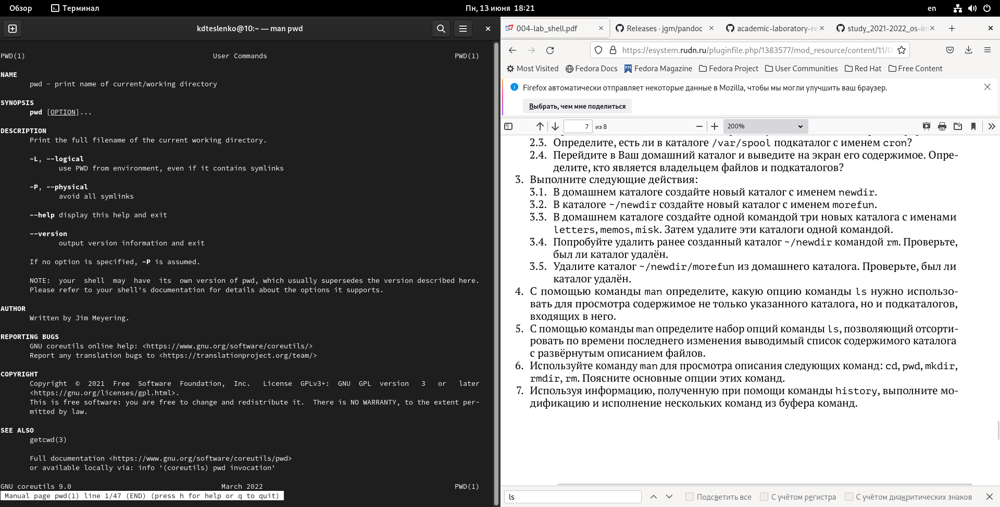 Обзор
Терминал
Пн, 13 июня 18:21
en
kdteslenko@10:~ — man pwd
PWD(1) User Commands PWD(1)
NAME
pwd - print name of current/working directory
SYNOPSIS
pwd [OPTION]...
DESCRIPTION
Print the full filename of the current working directory.
-L, --logical
use PWD from environment, even if it contains symlinks
-P, --physical
avoid all symlinks
--help display this help and exit
--version
output version information and exit
If no option is specified, -P is assumed.
NOTE: your shell may have its own version of pwd, which usually supersedes the version described here.
Please refer to your shell's documentation for details about the options it supports.
AUTHOR
Written by Jim Meyering.
REPORTING BUGS
GNU coreutils online help: <https://www.gnu.org/software/coreutils/>
Report any translation bugs to <https://translationproject.org/team/>
COPYRIGHT
Copyright © 2021 Free Software Foundation, Inc. License GPLv3+: GNU GPL version 3 or later
<https://gnu.org/licenses/gpl.html>.
This is free software: you are free to change and redistribute it. There is NO WARRANTY, to the extent per-
mitted by law.
SEE ALSO
getcwd(3)
Full documentation <https://www.gnu.org/software/coreutils/pwd>
or available locally via: info '(coreutils) pwd invocation'
GNU coreutils 9.0 March 2022 PWD(1)
Manual page pwd(1) line 1/47 (END) (press h for help or q to quit)
004-lab_shell.pdf
Releases · jgm/pandoc
academic-laboratory-re
study_2021-2022_os-in
https://esystem.rudn.ru/pluginfile.php/1383577/mod_resource/content/11/0
Most Visited Fedora Docs Fedora Magazine Fedora Project User Communities Red Hat Free Content
Firefox автоматически отправляет некоторые данные в Mozilla, чтобы мы могли улучшить ваш браузер.
Выбрать, чем мне поделиться
7 из 8 200%
2.3. Определите, есть ли в каталоге /var/spool подкаталог с именем cron?
2.4. Перейдите в Ваш домашний каталог и выведите на экран его содержимое. Опре-
делите, кто является владельцем файлов и подкаталогов?
3. Выполните следующие действия:
3.1. В домашнем каталоге создайте новый каталог с именем newdir.
3.2. В каталоге ~/newdir создайте новый каталог с именем morefun.
3.3. В домашнем каталоге создайте одной командой три новых каталога с именами
letters, memos, misk. Затем удалите эти каталоги одной командой.
3.4. Попробуйте удалить ранее созданный каталог ~/newdir командой rm. Проверьте,
был ли каталог удалён.
3.5. Удалите каталог ~/newdir/morefun из домашнего каталога. Проверьте, был ли
каталог удалён.
4. С помощью команды man определите, какую опцию команды ls нужно использо-
вать для просмотра содержимое не только указанного каталога, но и подкаталогов,
входящих в него.
5. С помощью команды man определите набор опций команды ls, позволяющий отсорти-
ровать по времени последнего изменения выводимый список содержимого каталога
с развёрнутым описанием файлов.
6. Используйте команду man для просмотра описания следующих команд: cd, pwd, mkdir,
rmdir, rm. Поясните основные опции этих команд.
7. Используя информацию, полученную при помощи команды history, выполните мо-
дификацию и исполнение нескольких команд из буфера команд.
ls
Подсветить все
С учётом регистра
С учётом диакритических знаков